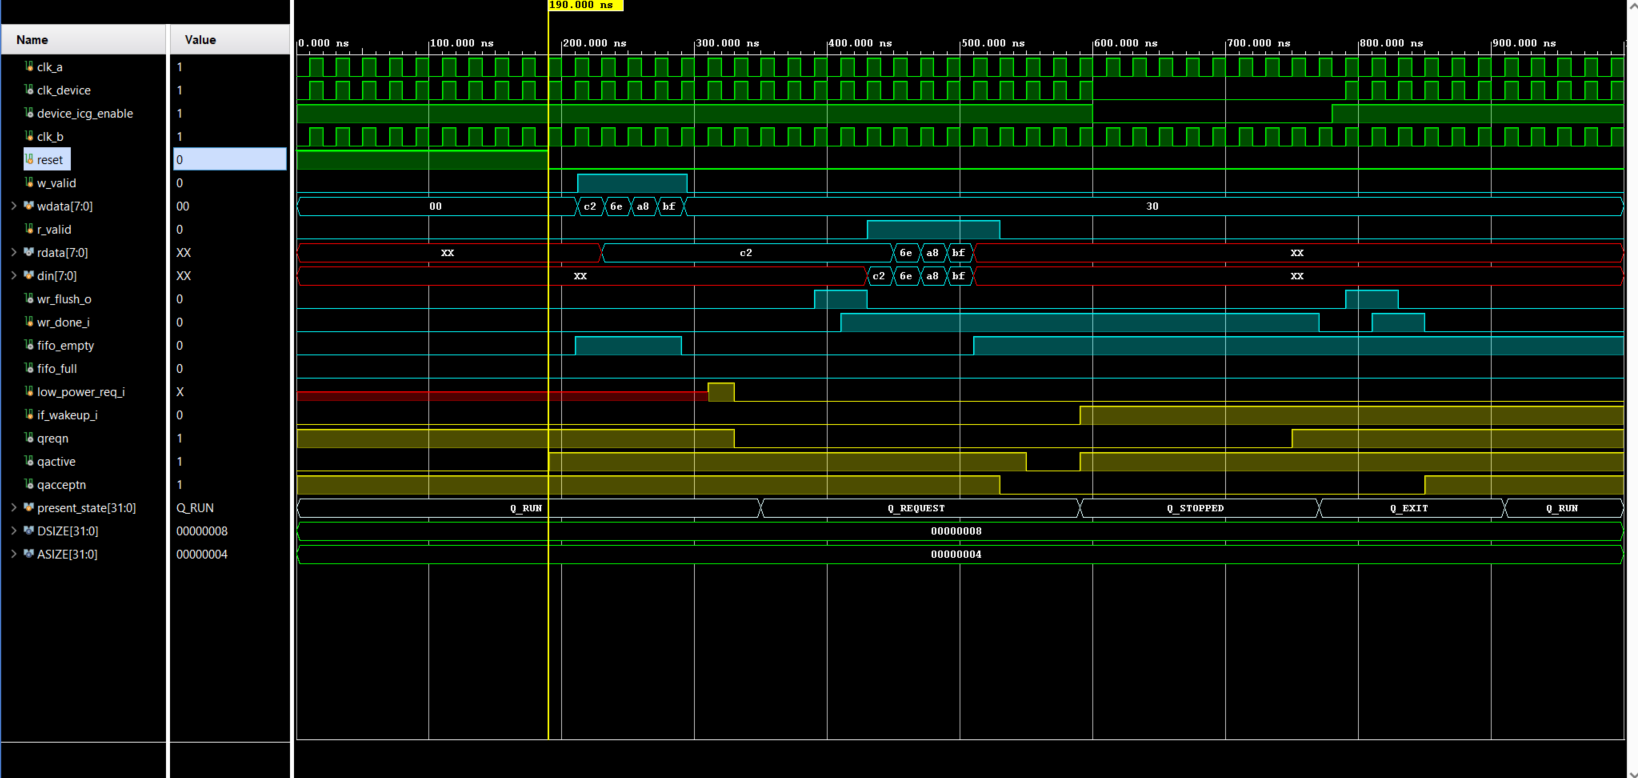 190.000 ns
Name Value
0.000 ns 100.000 ns 200.000 ns 300.000 ns 400.000 ns 500.000 ns 600.000 ns 700.000 ns 800.000 ns 900.000 ns
clk_a 1
clk_device 1
device_icg_enable 1
clk_b 1
reset 0
w_valid 0
wdata[7:0] 00 00 c2 6e a8 bf 30
r_valid 0
rdata[7:0] XX XX c2 6e a8 bf XX
din[7:0] XX XX c2 6e a8 bf XX
wr_flush_o 0
wr_done_i 0
fifo_empty 0
fifo_full 0
low_power_req_i X
if_wakeup_i 0
qreqn 1
qactive 1
qacceptn 1
present_state[31:0] Q_RUN Q_RUN Q_REQUEST Q_STOPPED Q_EXIT Q_RUN
DSIZE[31:0] 00000008 00000008
ASIZE[31:0] 00000004 00000004